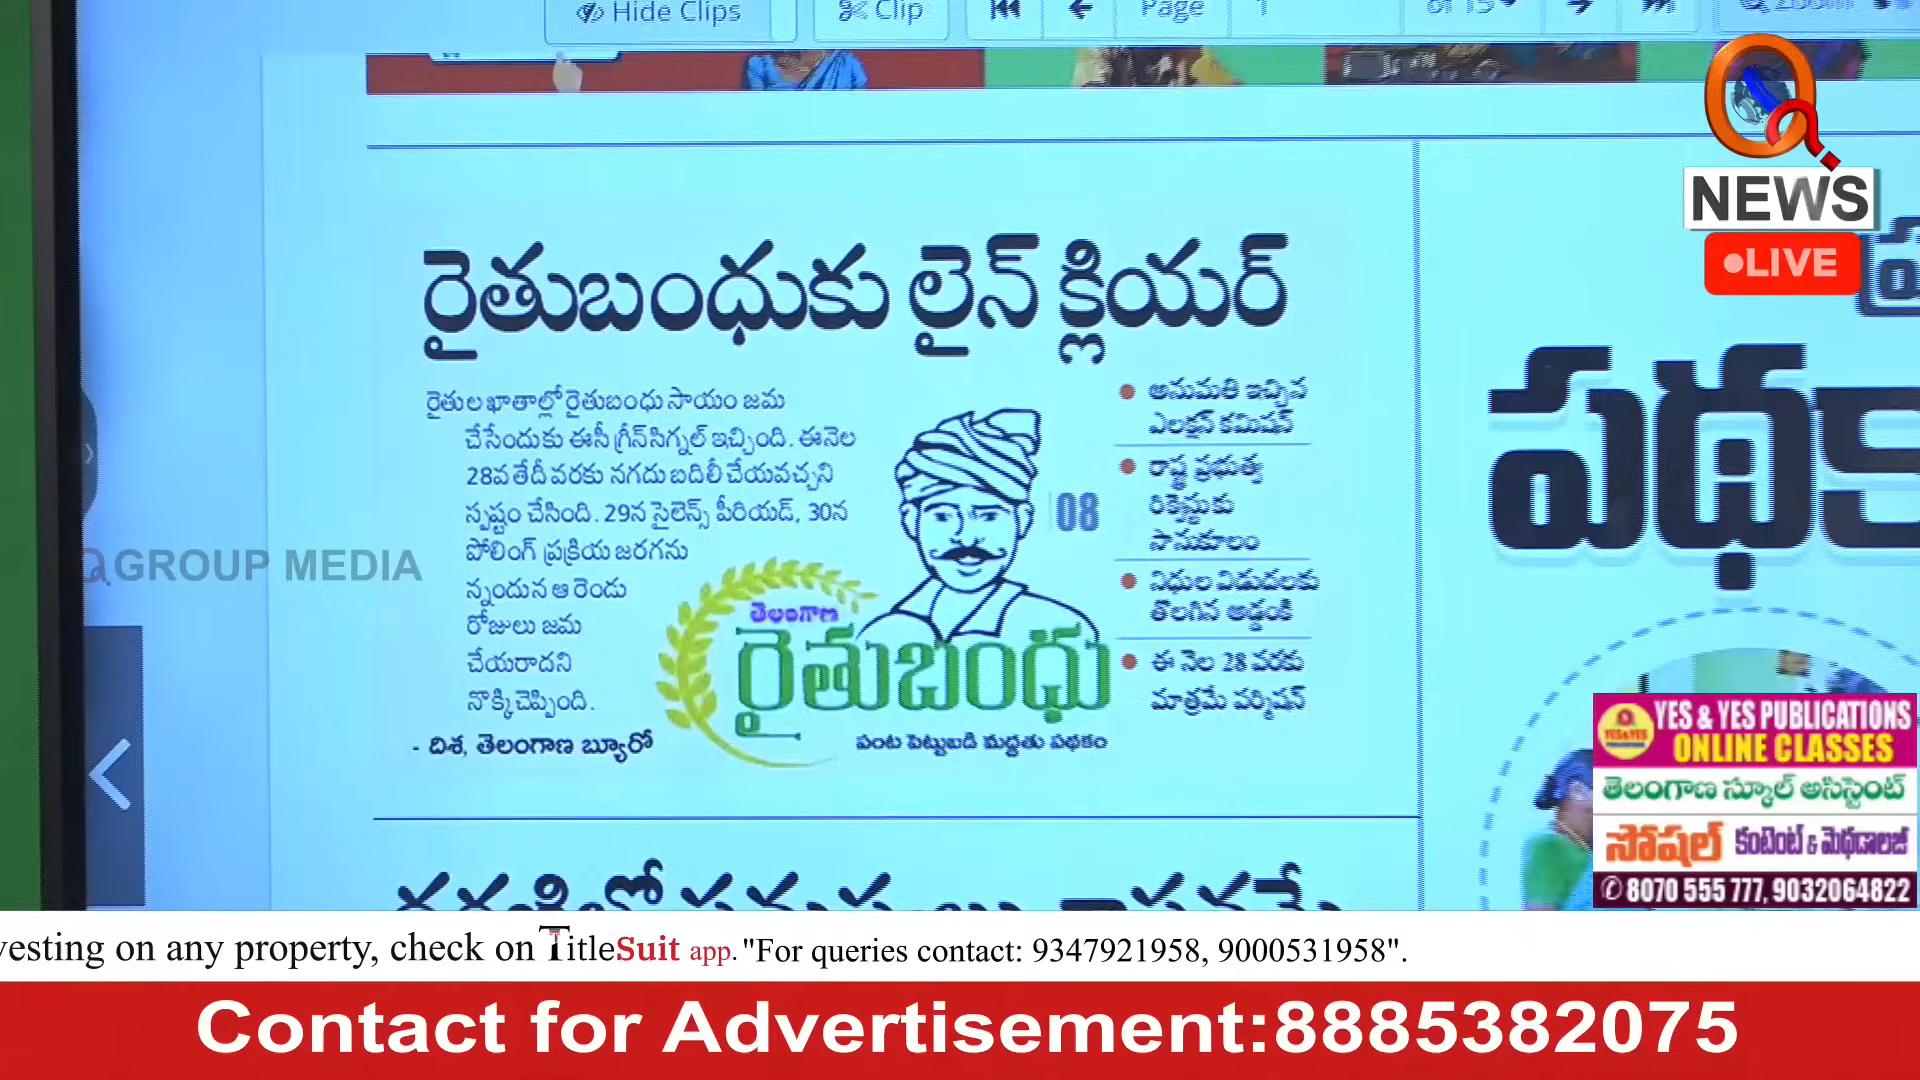 Hide Clips
Clip
Page
1
of 15
NEWS
LIVE
రైతుబంధుకు లైన్ క్లియర్
రైతుల ఖాతాల్లో రైతుబంధు సాయం జమ
చేసేందుకు ఈసీ గ్రీన్‌సిగ్నల్ ఇచ్చింది. ఈనెల
28వ తేదీ వరకు నగదు బదిలీ చేయవచ్చని
స్పష్టం చేసింది. 29న సైలెన్స్ పీరియడ్, 30న
పోలింగ్ ప్రక్రియ జరగను
న్నందున ఆ రెండు
రోజులు జమ
చేయరాదని
నొక్కిచెప్పింది.
- దిశ, తెలంగాణ బ్యూరో
08
తెలంగాణ
రైతుబంధు
పంట పెట్టుబడి మద్దతు పథకం
అనుమతి ఇచ్చిన
ఎలక్షన్ కమిషన్
రాష్ట్ర ప్రభుత్వ
రిక్వెస్టుకు
సానుకూలం
నిధుల విడుదలకు
తొలగిన అడ్డంకి
ఈ నెల 28 వరకు
మాత్రమే పర్మిషన్
Q GROUP MEDIA
YES & YES PUBLICATIONS
ONLINE CLASSES
తెలంగాణ స్కూల్ అసిస్టెంట్
సోషల్ కంటెంట్ & మెథడాలజీ
8070 555 777, 9032064822
vesting on any property, check on TitleSuit app. "For queries contact: 9347921958, 9000531958".
Contact for Advertisement:8885382075